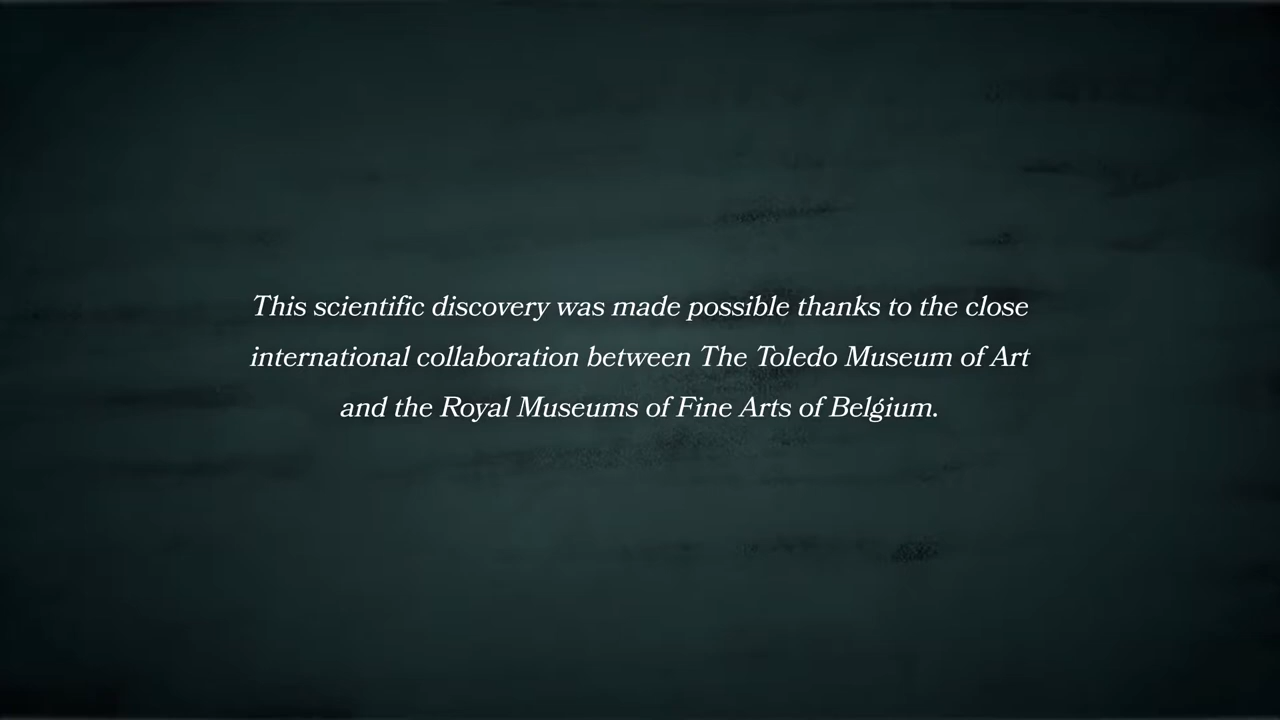 This scientific discovery was made possible thanks to the close
international collaboration between The Toledo Museum of Art
and the Royal Museums of Fine Arts of Belgium.